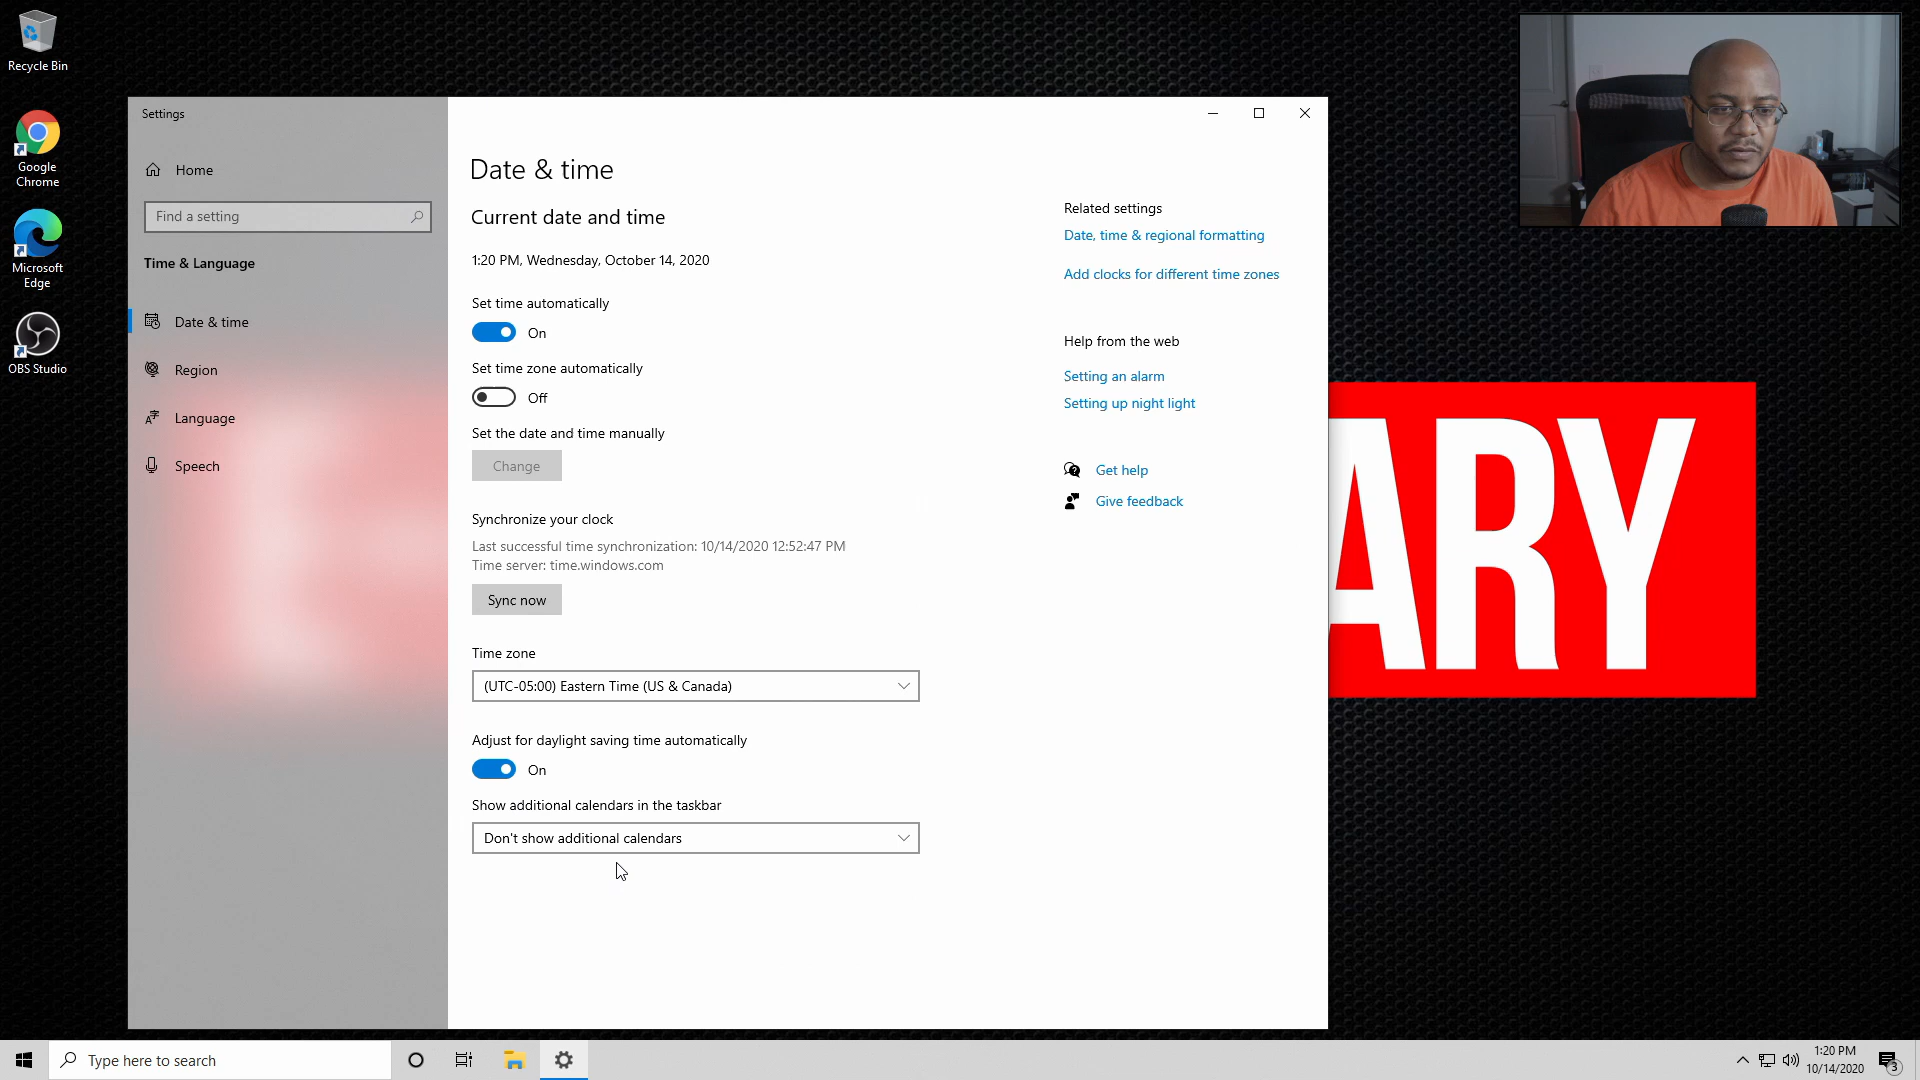 Recycle Bin
Google
Chrome
Microsoft
Edge
OBS Studio
Settings
Home
Find a setting
Time & Language
Date & time
Region
Language
Speech
Date & time
Current date and time
1:20 PM, Wednesday, October 14, 2020
Set time automatically
On
Set time zone automatically
Off
Set the date and time manually
Change
Synchronize your clock
Last successful time synchronization: 10/14/2020 12:52:47 PM
Time server: time.windows.com
Sync now
Time zone
(UTC-05:00) Eastern Time (US & Canada)
Adjust for daylight saving time automatically
On
Show additional calendars in the taskbar
Don't show additional calendars
Related settings
Date, time & regional formatting
Add clocks for different time zones
Help from the web
Setting an alarm
Setting up night light
Get help
Give feedback
ARY
Type here to search
1:20 PM
10/14/2020
3